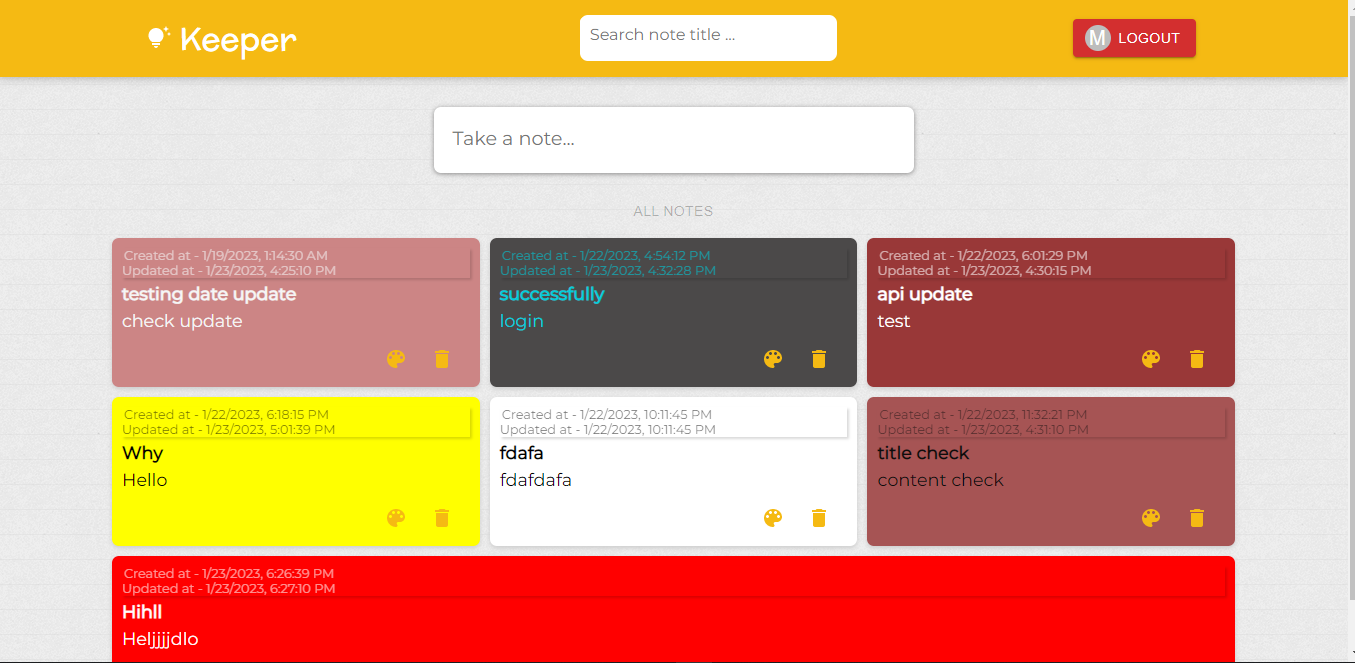 Keeper
Search note title ...
M LOGOUT
Take a note...
ALL NOTES
Created at - 1/19/2023, 1:14:30 AM
Updated at - 1/23/2023, 4:25:10 PM
testing date update
check update
Created at - 1/22/2023, 4:54:12 PM
Updated at - 1/23/2023, 4:32:28 PM
successfully
login
Created at - 1/22/2023, 6:01:29 PM
Updated at - 1/23/2023, 4:30:15 PM
api update
test
Created at - 1/22/2023, 6:18:15 PM
Updated at - 1/23/2023, 5:01:39 PM
Why
Hello
Created at - 1/22/2023, 10:11:45 PM
Updated at - 1/22/2023, 10:11:45 PM
fdafa
fdafdafa
Created at - 1/22/2023, 11:32:21 PM
Updated at - 1/23/2023, 4:31:10 PM
title check
content check
Created at - 1/23/2023, 6:26:39 PM
Updated at - 1/23/2023, 6:27:10 PM
Hihll
Heljjjjdlo